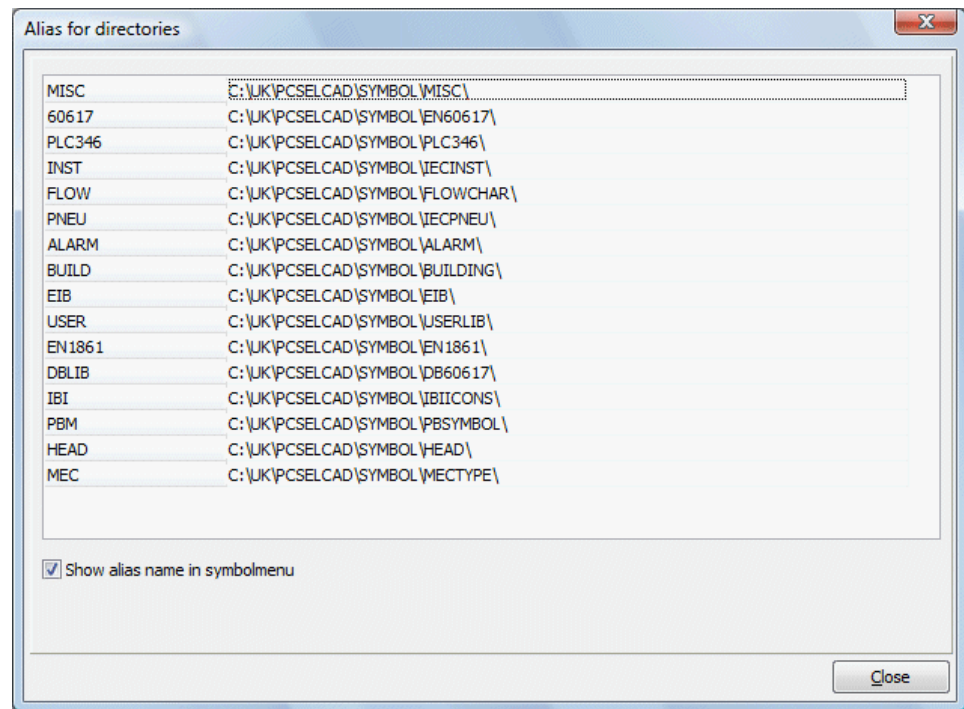 Alias for directories
MISC C:\UK\PCSELCAD\SYMBOL\MISC\
60617 C:\UK\PCSELCAD\SYMBOL\EN60617\
PLC346 C:\UK\PCSELCAD\SYMBOL\PLC346\
INST C:\UK\PCSELCAD\SYMBOL\IECINST\
FLOW C:\UK\PCSELCAD\SYMBOL\FLOWCHAR\
PNEU C:\UK\PCSELCAD\SYMBOL\IECPNEU\
ALARM C:\UK\PCSELCAD\SYMBOL\ALARM\
BUILD C:\UK\PCSELCAD\SYMBOL\BUILDING\
EIB C:\UK\PCSELCAD\SYMBOL\EIB\
USER C:\UK\PCSELCAD\SYMBOL\USERLIB\
EN1861 C:\UK\PCSELCAD\SYMBOL\EN1861\
DBLIB C:\UK\PCSELCAD\SYMBOL\DB60617\
IBI C:\UK\PCSELCAD\SYMBOL\IBIICONS\
PBM C:\UK\PCSELCAD\SYMBOL\PBSYMBOL\
HEAD C:\UK\PCSELCAD\SYMBOL\HEAD\
MEC C:\UK\PCSELCAD\SYMBOL\MECTYPE\
Show alias name in symbolmenu
Close